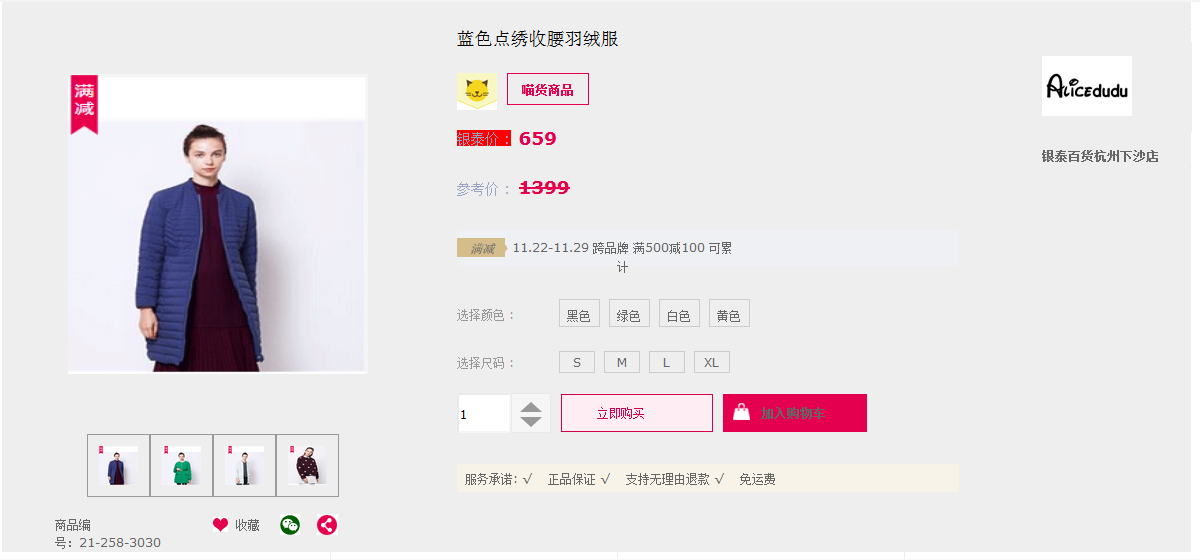 蓝色点绣收腰羽绒服
喵货商品
银泰价： 659
参考价： 1399
满减 11.22-11.29 跨品牌 满500减100 可累
计
选择颜色： 黑色 绿色 白色 黄色
选择尺码： S M L XL
1 立即购买 加入购物车
服务承诺: √ 正品保证 √ 支持无理由退款 √ 免运费
满
减
商品编
号：21-258-3030
收藏
ALICEdudu
银泰百货杭州下沙店